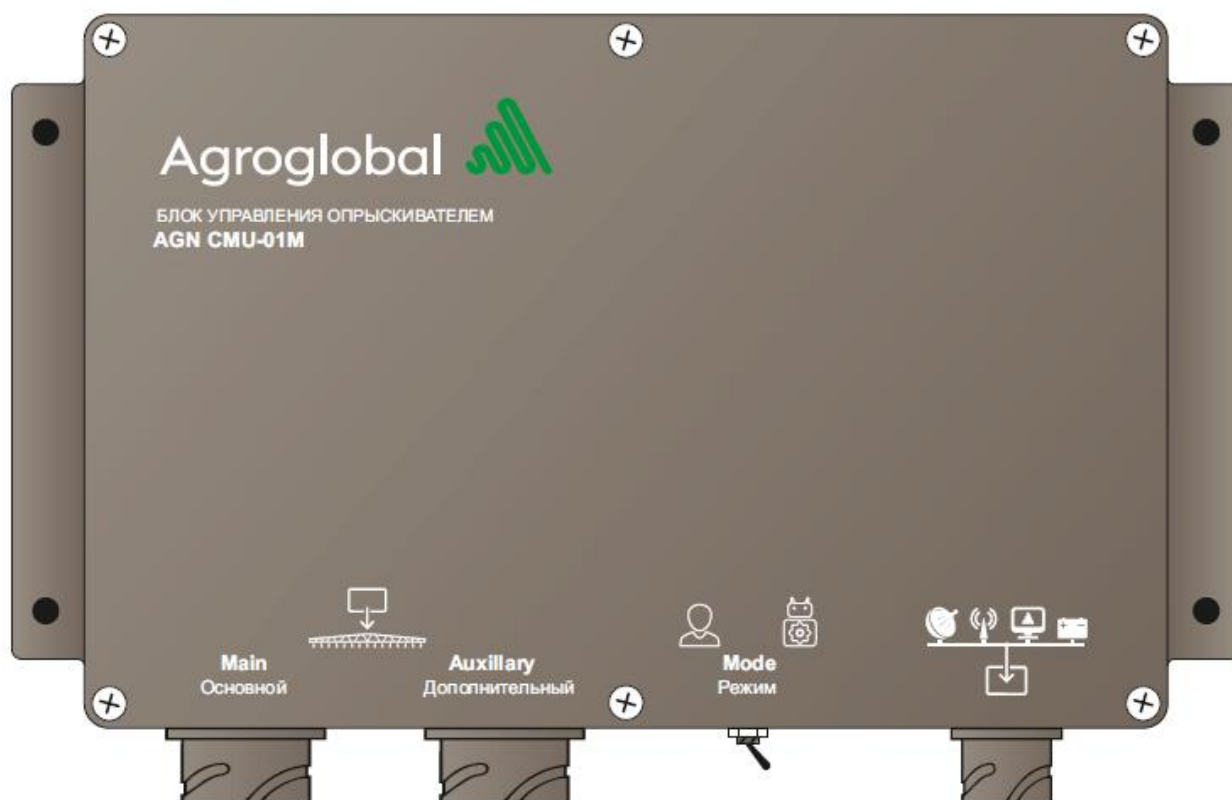 Agroglobal
БЛОК УПРАВЛЕНИЯ ОПРЫСКИВАТЕЛЕМ
AGN CMU-01M
Main
Основной
Auxillary
Дополнительный
Mode
Режим